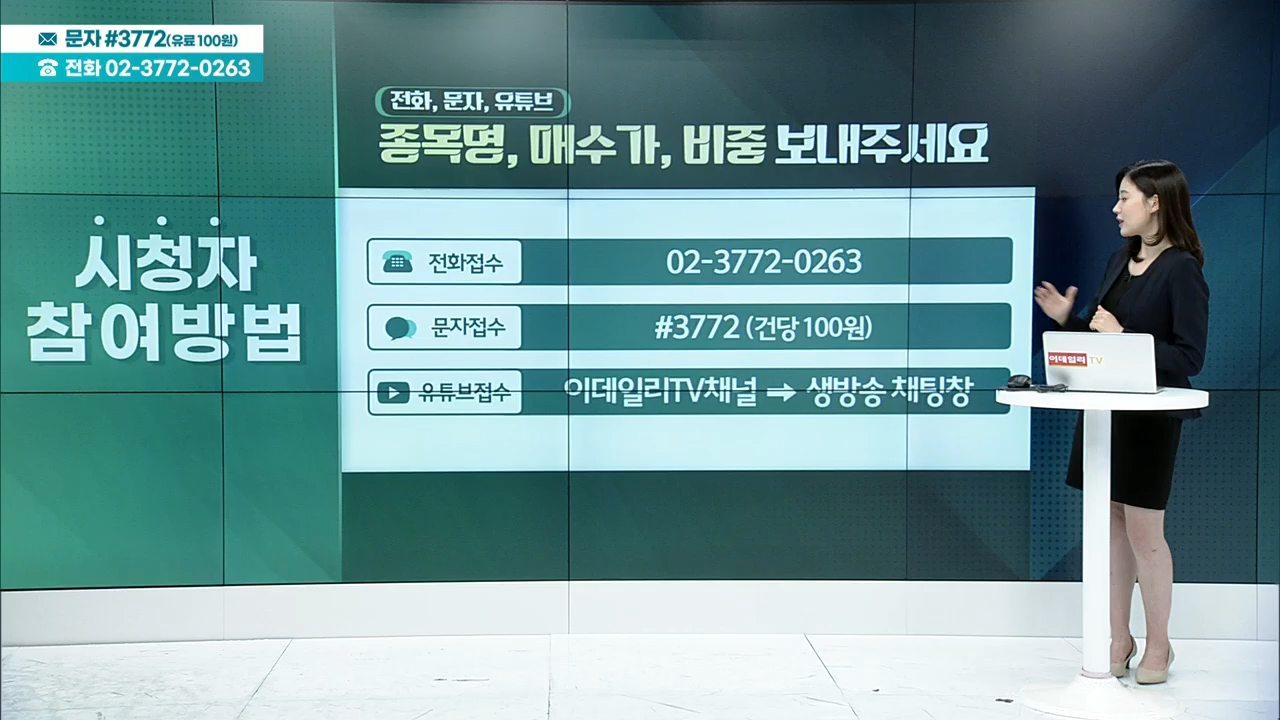 문자 #3772(유료 100원)
전화 02-3772-0263
전화, 문자, 유튜브
종목명, 매수가, 비중 보내주세요
시청자
참여방법
전화접수 02-3772-0263
문자접수 #3772 (건당 100원)
유튜브접수 이데일리TV채널 ➡ 생방송 채팅창
이데일리 TV